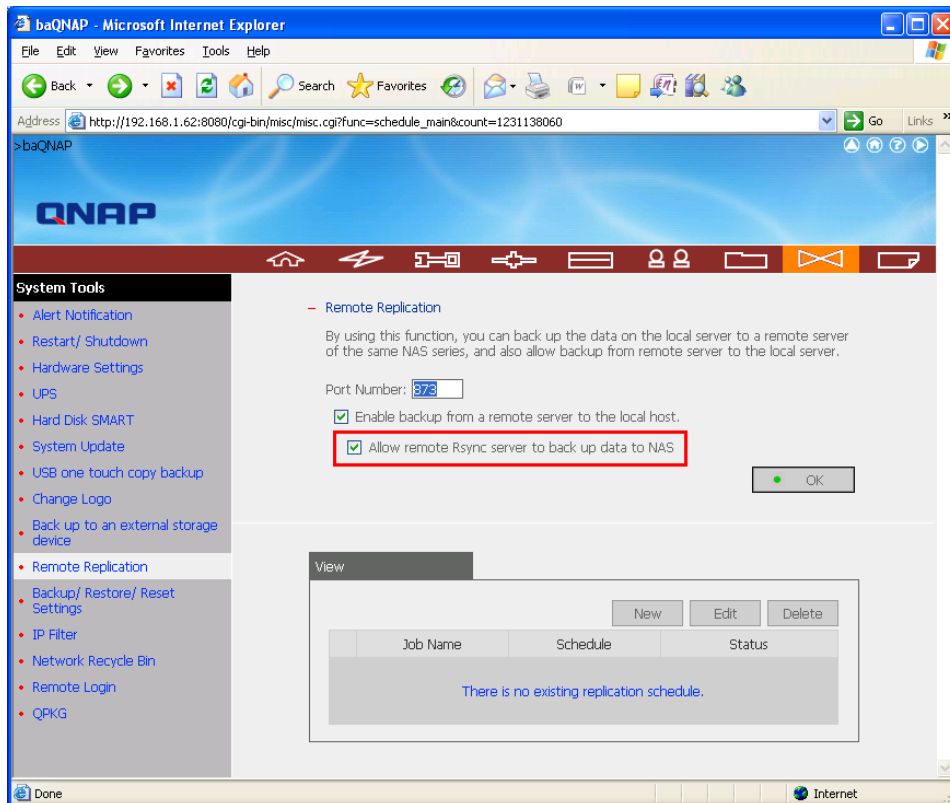 baQNAP - Microsoft Internet Explorer
File Edit View Favorites Tools Help
Back Search Favorites
Address http://192.168.1.62:8080/cgi-bin/misc/misc.cgi?func=schedule_main&count=1231138060 Go Links »
>baQNAP
QNAP
System Tools
Alert Notification
Restart/ Shutdown
Hardware Settings
UPS
Hard Disk SMART
System Update
USB one touch copy backup
Change Logo
Back up to an external storage
device
Remote Replication
Backup/ Restore/ Reset
Settings
IP Filter
Network Recycle Bin
Remote Login
QPKG
− Remote Replication
By using this function, you can back up the data on the local server to a remote server
of the same NAS series, and also allow backup from remote server to the local server.
Port Number: 873
Enable backup from a remote server to the local host.
Allow remote Rsync server to back up data to NAS
OK
View
New Edit Delete
Job Name Schedule Status
There is no existing replication schedule.
Done Internet